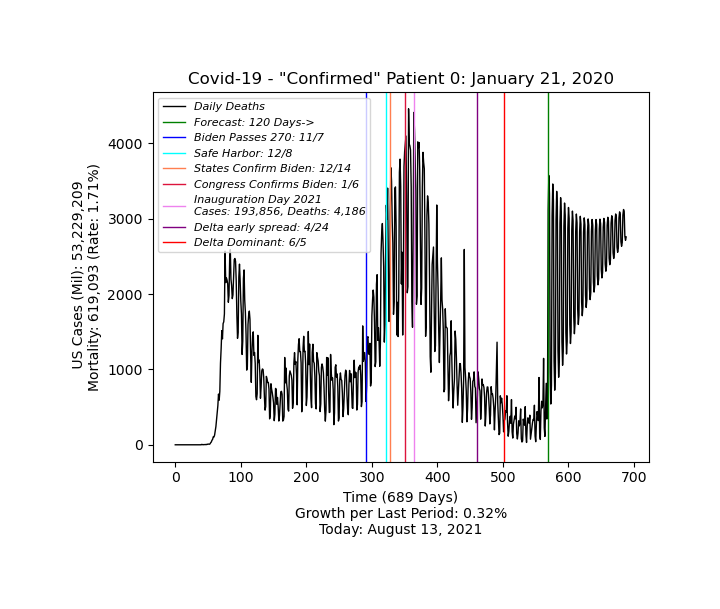 Covid-19 - "Confirmed" Patient 0: January 21, 2020
Daily Deaths
Forecast: 120 Days->
Biden Passes 270: 11/7
Safe Harbor: 12/8
States Confirm Biden: 12/14
Congress Confirms Biden: 1/6
Inauguration Day 2021
Cases: 193,856, Deaths: 4,186
Delta early spread: 4/24
Delta Dominant: 6/5
US Cases (Mil): 53,229,209
Mortality: 619,093 (Rate: 1.71%)
4000
3000
2000
1000
0
0 100 200 300 400 500 600 700
Time (689 Days)
Growth per Last Period: 0.32%
Today: August 13, 2021